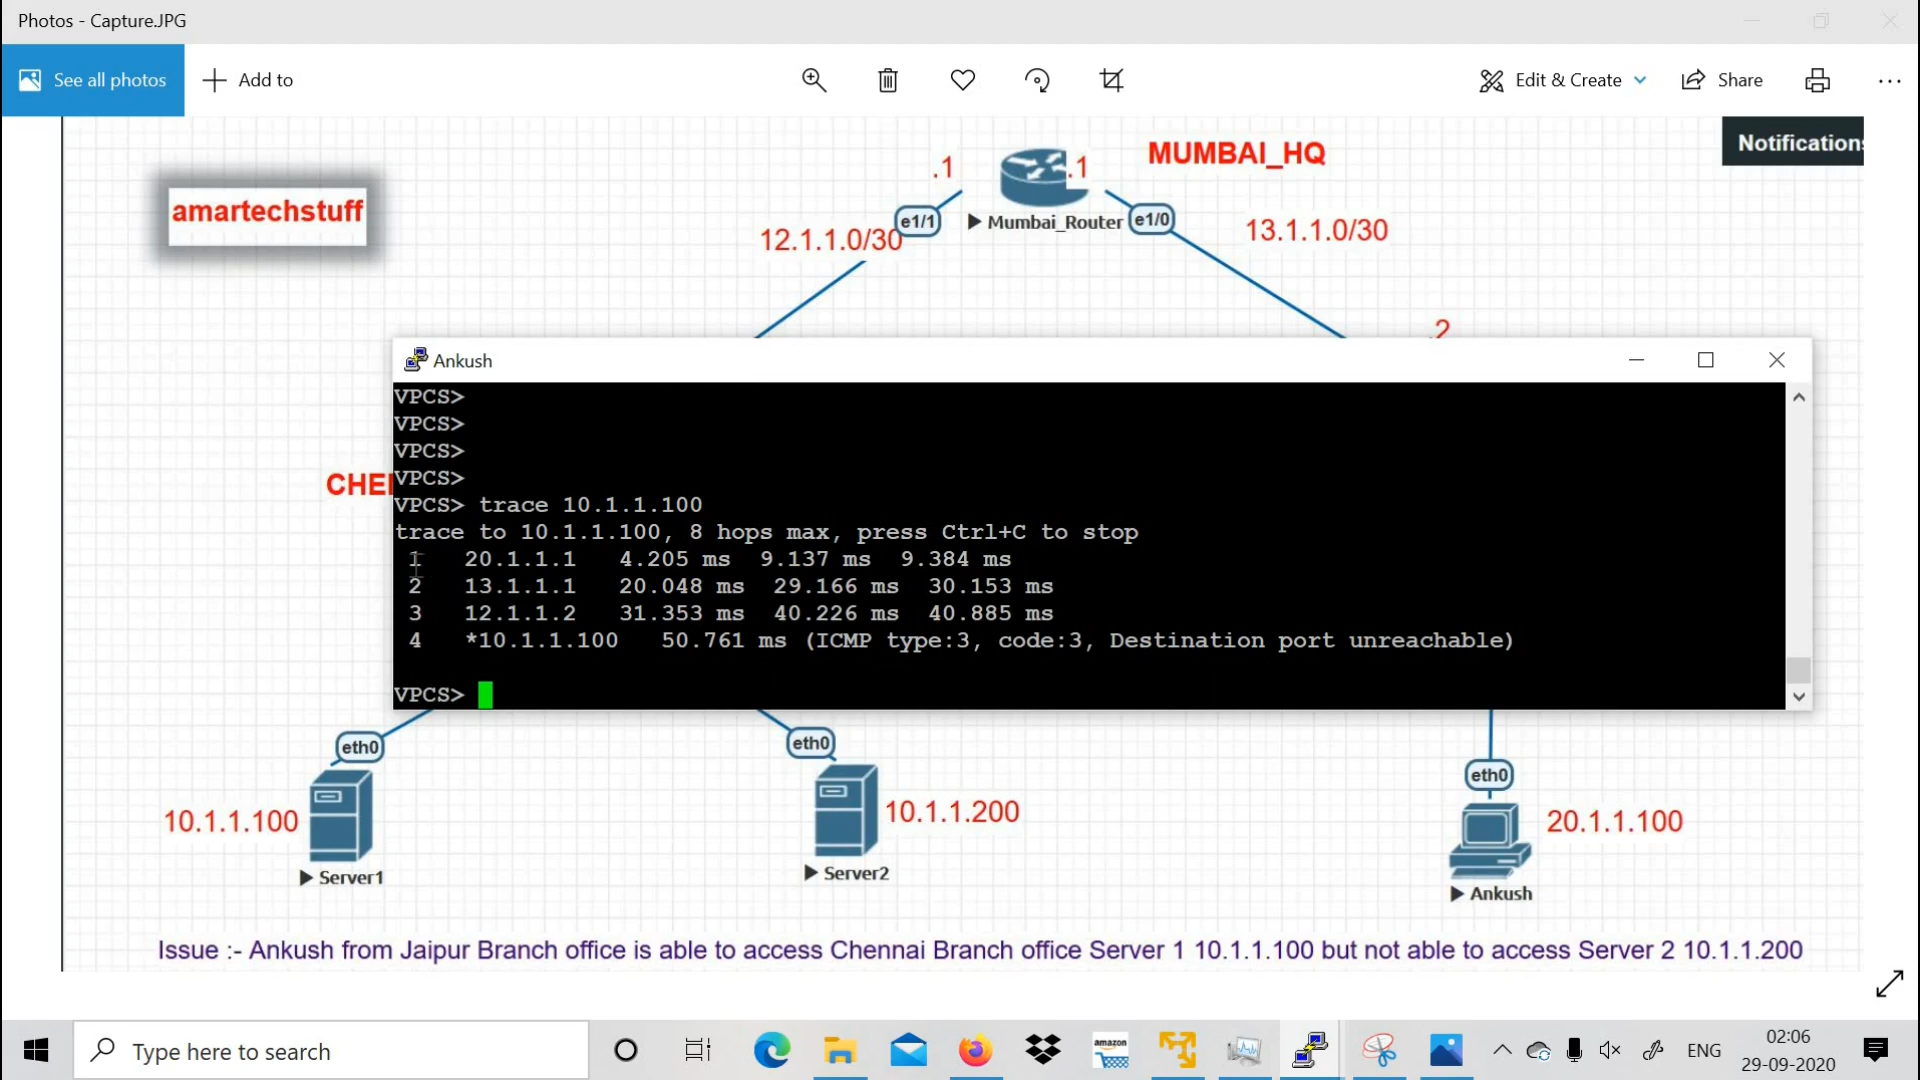 Photos - Capture.JPG
See all photos
Add to
Edit & Create
Share
Notifications
amartechstuff
.1
.1
MUMBAI_HQ
e1/1
Mumbai_Router
e1/0
12.1.1.0/30
13.1.1.0/30
.2
Ankush
CHEI
VPCS>
VPCS>
VPCS>
VPCS>
VPCS> trace 10.1.1.100
trace to 10.1.1.100, 8 hops max, press Ctrl+C to stop
1 20.1.1.1 4.205 ms 9.137 ms 9.384 ms
2 13.1.1.1 20.048 ms 29.166 ms 30.153 ms
3 12.1.1.2 31.353 ms 40.226 ms 40.885 ms
4 *10.1.1.100 50.761 ms (ICMP type:3, code:3, Destination port unreachable)
VPCS>
eth0
eth0
eth0
10.1.1.100
10.1.1.200
20.1.1.100
Server1
Server2
Ankush
Issue :- Ankush from Jaipur Branch office is able to access Chennai Branch office Server 1 10.1.1.100 but not able to access Server 2 10.1.1.200
Type here to search
amazon
ENG
02:06
29-09-2020